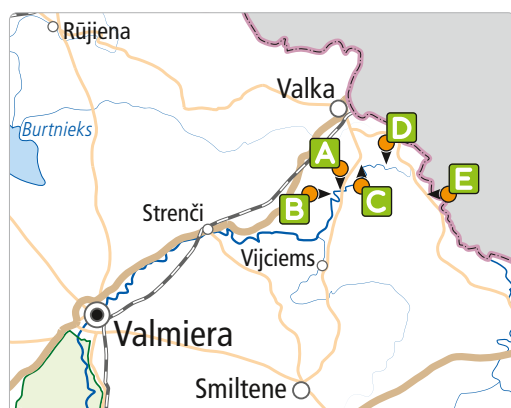 Rūjiena
Valka
Burtnieks
D
A
E
B
C
Strenči
Vijciems
Valmiera
Smiltene